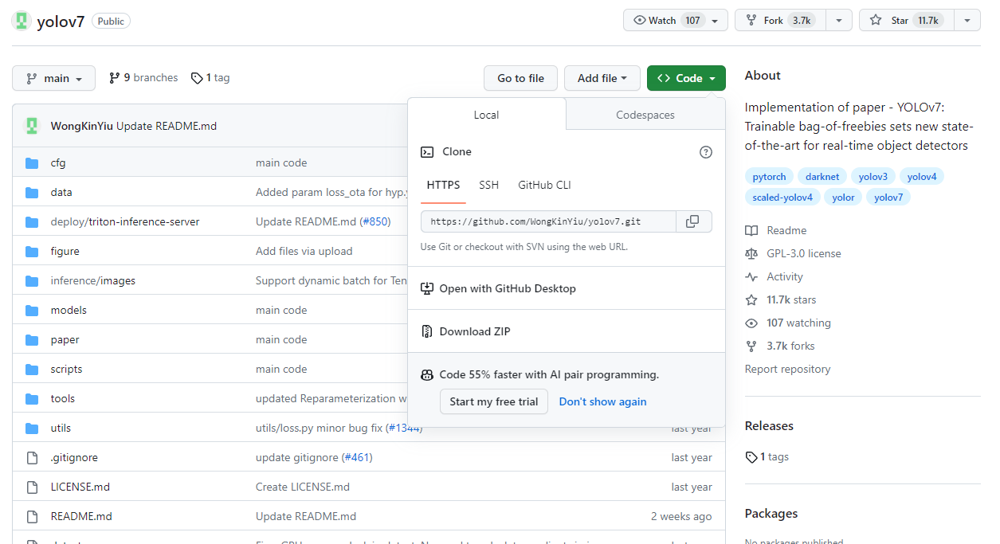 yolov7 Public Watch 107 Fork 3.7k Star 11.7k
main 9 branches 1 tag Go to file Add file <> Code
WongKinYiu Update README.md
cfg main code
data Added param loss_ota for hyp.
deploy/triton-inference-server Update README.md (#850)
figure Add files via upload
inference/images Support dynamic batch for Ten
models main code
paper main code
scripts main code
tools updated Reparameterization w
utils utils/loss.py minor bug fix (#1344) last year
.gitignore update gitignore (#461) last year
LICENSE.md Create LICENSE.md last year
README.md Update README.md 2 weeks ago
Local Codespaces
Clone
HTTPS SSH GitHub CLI
https://github.com/WongKinYiu/yolov7.git
Use Git or checkout with SVN using the web URL.
Open with GitHub Desktop
Download ZIP
Code 55% faster with AI pair programming.
Start my free trial Don't show again
About
Implementation of paper - YOLOv7:
Trainable bag-of-freebies sets new state-
of-the-art for real-time object detectors
pytorch darknet yolov3 yolov4
scaled-yolov4 yolor yolov7
Readme
GPL-3.0 license
Activity
11.7k stars
107 watching
3.7k forks
Report repository
Releases
1 tags
Packages
No packages published